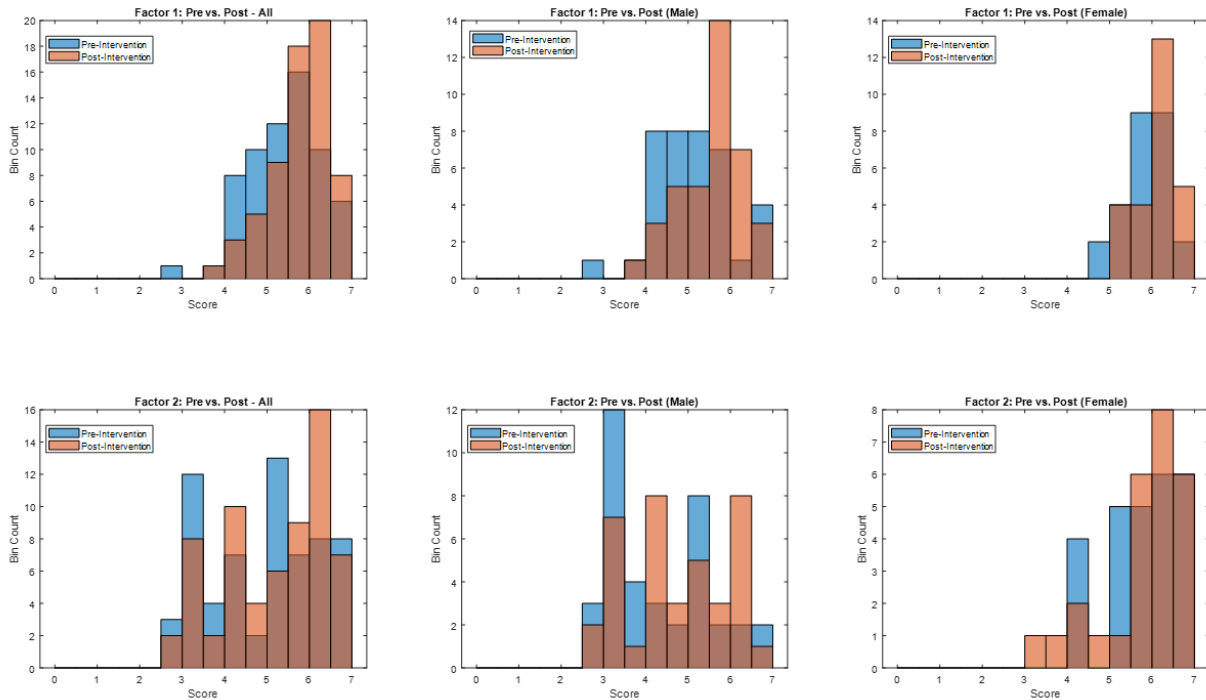 Factor 1: Pre vs. Post - All
20
18
16
14
12
10
8
6
4
2
0
Bin Count
Pre-Intervention
Post-Intervention
0 1 2 3 4 5 6 7
Score
Factor 1: Pre vs. Post (Male)
14
12
10
8
6
4
2
0
Bin Count
Pre-Intervention
Post-Intervention
0 1 2 3 4 5 6 7
Score
Factor 1: Pre vs. Post (Female)
14
12
10
8
6
4
2
0
Bin Count
Pre-Intervention
Post-Intervention
0 1 2 3 4 5 6 7
Score
Factor 2: Pre vs. Post - All
16
14
12
10
8
6
4
2
0
Bin Count
Pre-Intervention
Post-Intervention
0 1 2 3 4 5 6 7
Score
Factor 2: Pre vs. Post (Male)
12
10
8
6
4
2
0
Bin Count
Pre-Intervention
Post-Intervention
0 1 2 3 4 5 6 7
Score
Factor 2: Pre vs. Post (Female)
8
7
6
5
4
3
2
1
0
Bin Count
Pre-Intervention
Post-Intervention
0 1 2 3 4 5 6 7
Score